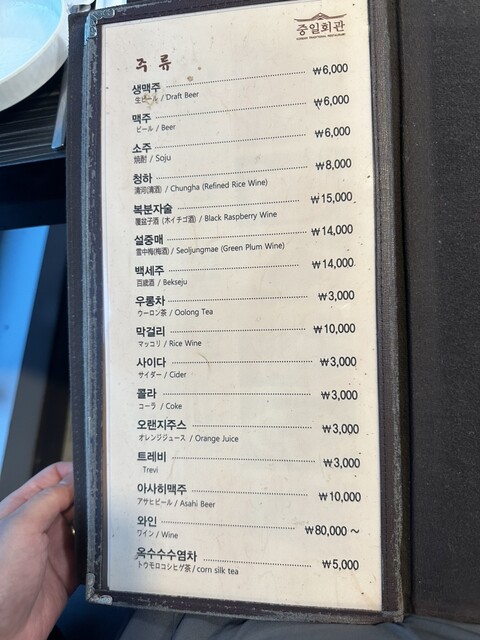 중일회관
KOREAN TRADITIONAL RESTAURANT
주 류
생맥주 ₩6,000
生ビール / Draft Beer
맥주 ₩6,000
ビール / Beer
소주 ₩6,000
焼酎 / Soju
청하 ₩8,000
清河(清酒) / Chungha (Refined Rice Wine)
복분자술 ₩15,000
覆盆子酒 (木イチゴ酒) / Black Raspberry Wine
설중매 ₩14,000
雪中梅(梅酒) / Seoljungmae (Green Plum Wine)
백세주 ₩14,000
百歳酒 / Bekseju
우롱차 ₩3,000
ウーロン茶 / Oolong Tea
막걸리 ₩10,000
マッコリ / Rice Wine
사이다 ₩3,000
サイダー / Cider
콜라 ₩3,000
コーラ / Coke
오랜지주스 ₩3,000
オレンジジュース / Orange Juice
트레비 ₩3,000
Trevi
아사히맥주 ₩10,000
アサヒビール / Asahi Beer
와인 ₩80,000 ~
ワイン / Wine
옥수수수염차 ₩5,000
トウモロコシヒゲ茶 / corn silk tea